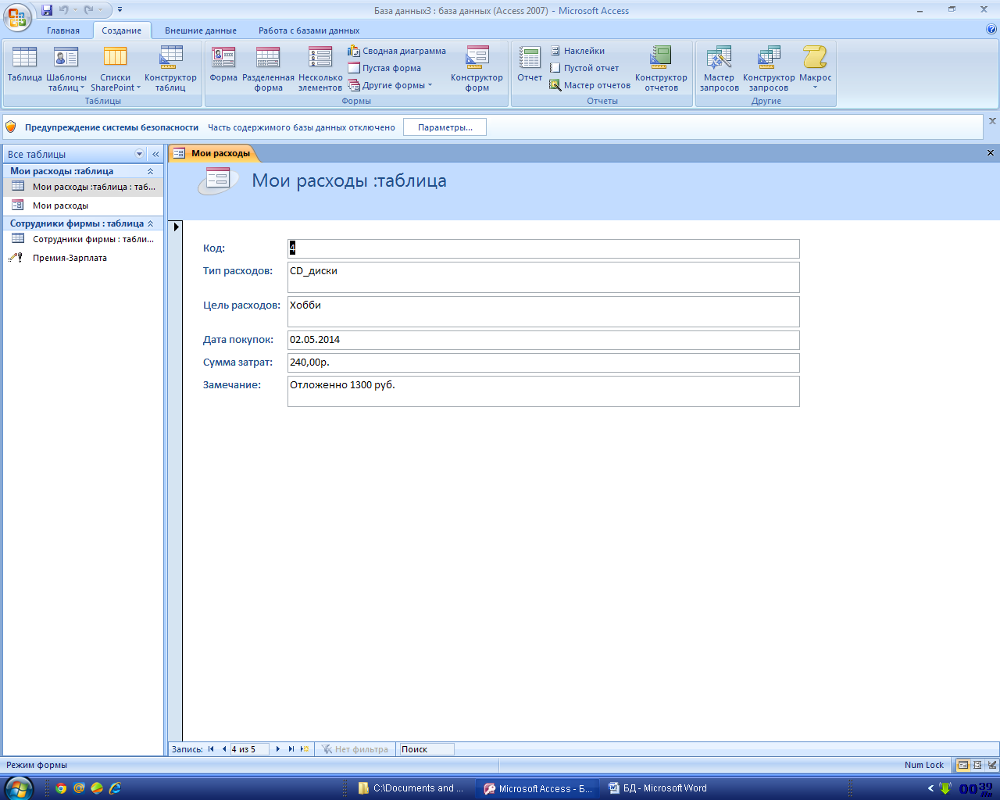 База данных3 : база данных (Access 2007) - Microsoft Access
Главная Создание Внешние данные Работа с базами данных
Таблица Шаблоны таблиц Списки SharePoint Конструктор таблиц
Таблицы
Форма Разделенная форма Несколько элементов
Сводная диаграмма
Пустая форма
Другие формы
Конструктор форм
Формы
Отчет
Наклейки
Пустой отчет
Мастер отчетов
Конструктор отчетов
Отчеты
Мастер запросов Конструктор запросов Макрос
Другие
Предупреждение системы безопасности Часть содержимого базы данных отключено Параметры...
Все таблицы
Мои расходы :таблица
Мои расходы :таблица : таб...
Мои расходы
Сотрудники фирмы : таблица
Сотрудники фирмы : табли...
Премия-Зарплата
Мои расходы
Мои расходы :таблица
Код: 4
Тип расходов: CD_диски
Цель расходов: Хобби
Дата покупок: 02.05.2014
Сумма затрат: 240,00р.
Замечание: Отложенно 1300 руб.
Запись: 4 из 5 Нет фильтра Поиск
Режим формы Num Lock
C:\Documents and ... Microsoft Access - Б... БД - Microsoft Word 00 39